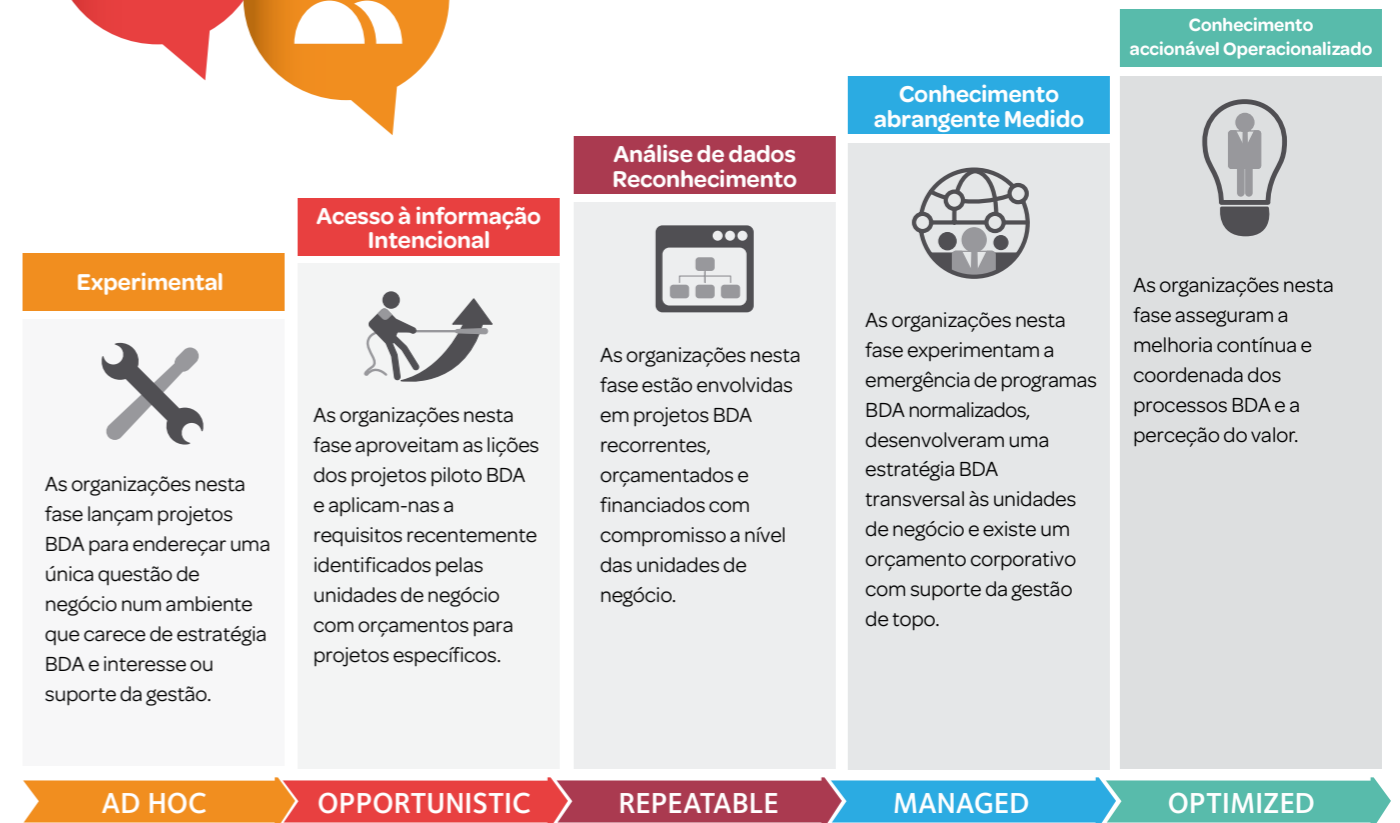 Experimental
As organizações nesta
fase lançam projetos
BDA para endereçar uma
única questão de
negócio num ambiente
que carece de estratégia
BDA e interesse ou
suporte da gestão.
AD HOC
Acesso à informação
Intencional
As organizações nesta
fase aproveitam as lições
dos projetos piloto BDA
e aplicam-nas a
requisitos recentemente
identificados pelas
unidades de negócio
com orçamentos para
projetos específicos.
OPPORTUNISTIC
Análise de dados
Reconhecimento
As organizações nesta
fase estão envolvidas
em projetos BDA
recorrentes,
orçamentados e
financiados com
compromisso a nível
das unidades de
negócio.
REPEATABLE
Conhecimento
abrangente Medido
As organizações nesta
fase experimentam a
emergência de programas
BDA normalizados,
desenvolveram uma
estratégia BDA
transversal às unidades
de negócio e existe um
orçamento corporativo
com suporte da gestão
de topo.
MANAGED
Conhecimento
accionável Operacionalizado
As organizações nesta
fase asseguram a
melhoria contínua e
coordenada dos
processos BDA e a
perceção do valor.
OPTIMIZED